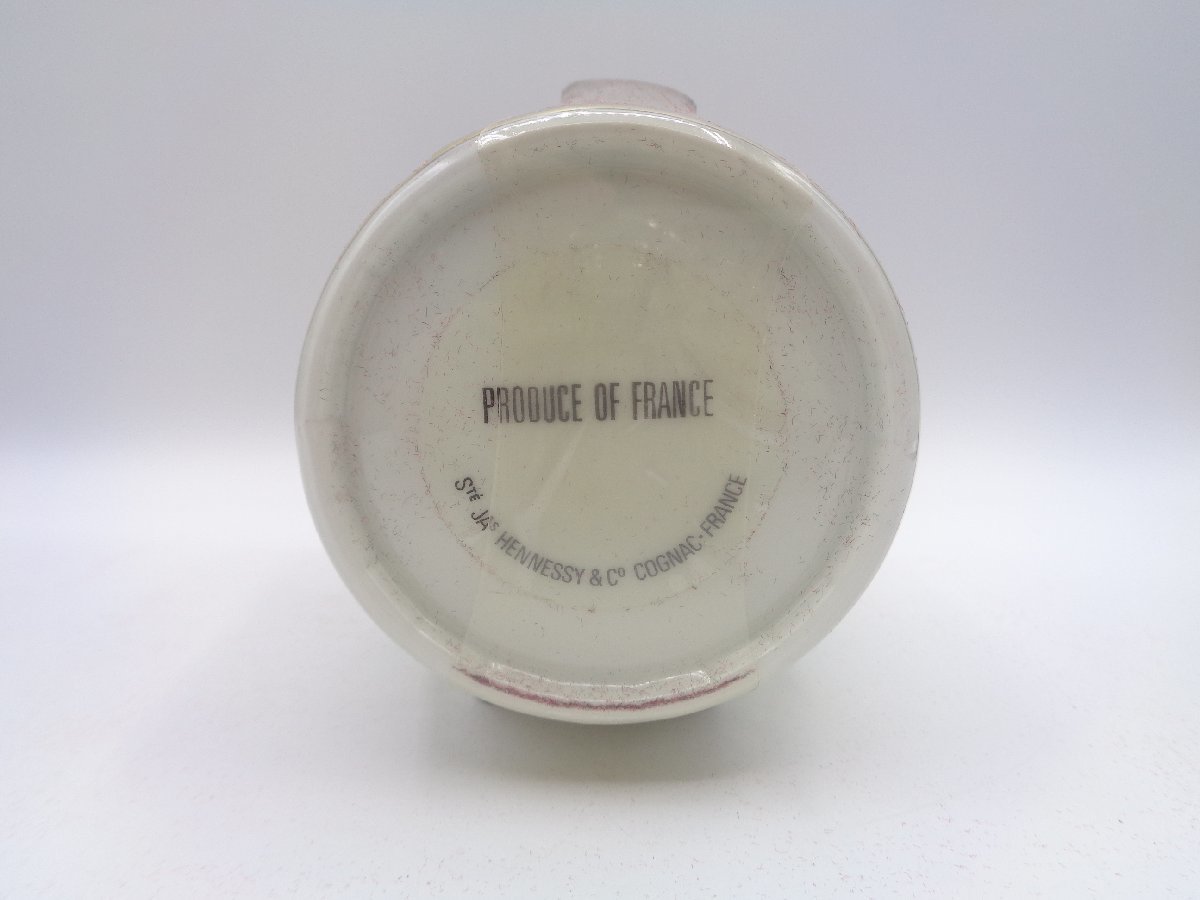 PRODUCE OF FRANCE
STÉ JAS HENNESSY & CO COGNAC-FRANCE